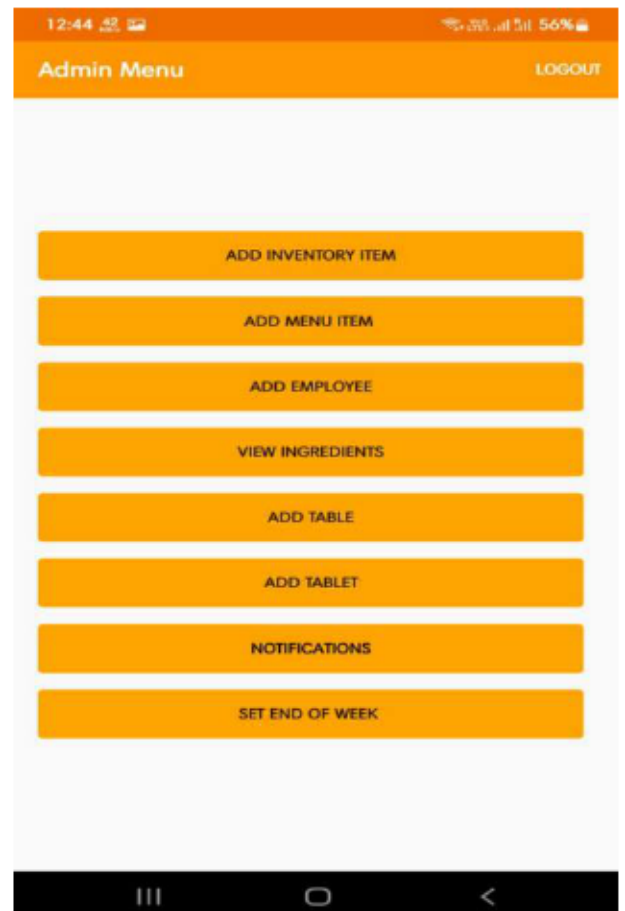 12:44 42 56%
Admin Menu LOGOUT
ADD INVENTORY ITEM
ADD MENU ITEM
ADD EMPLOYEE
VIEW INGREDIENTS
ADD TABLE
ADD TABLET
NOTIFICATIONS
SET END OF WEEK